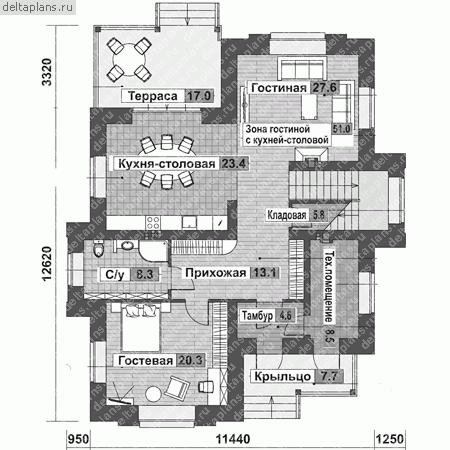 deltaplans.ru
3320
12620
Терраса 17.0
Гостиная 27.6
Зона гостиной 51.0
с кухней-столовой
Кухня-столовая 23.4
Кладовая 5.8
С/у 8.3
Прихожая 13.1
Тех.помещение 8.5
Тамбур 4.6
Гостевая 20.3
Крыльцо 7.7
950 11440 1250